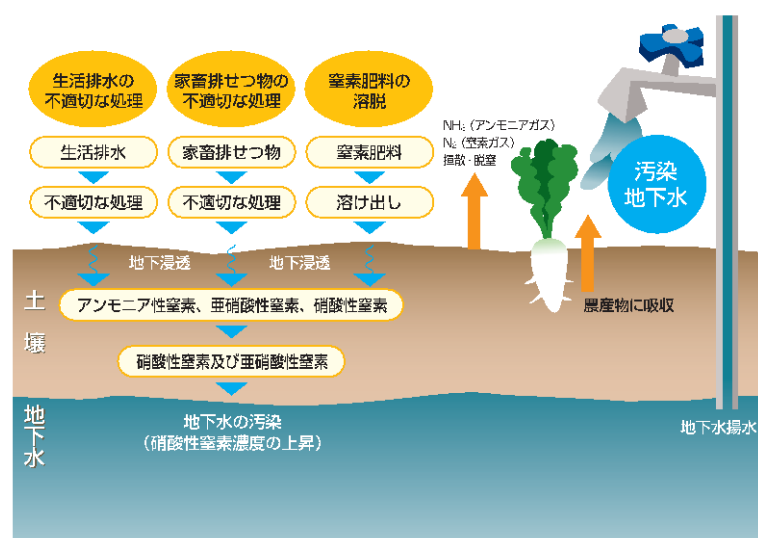 生活排水の
不適切な処理
家畜排せつ物の
不適切な処理
窒素肥料の
溶脱
生活排水
家畜排せつ物
窒素肥料
不適切な処理
不適切な処理
溶け出し
NH₃（アンモニアガス）
N₂（窒素ガス）
揮散・脱窒
汚染
地下水
地下浸透
地下浸透
農産物に吸収
土壌
アンモニア性窒素、亜硝酸性窒素、硝酸性窒素
硝酸性窒素及び亜硝酸性窒素
地下水
地下水の汚染
（硝酸性窒素濃度の上昇）
地下水揚水